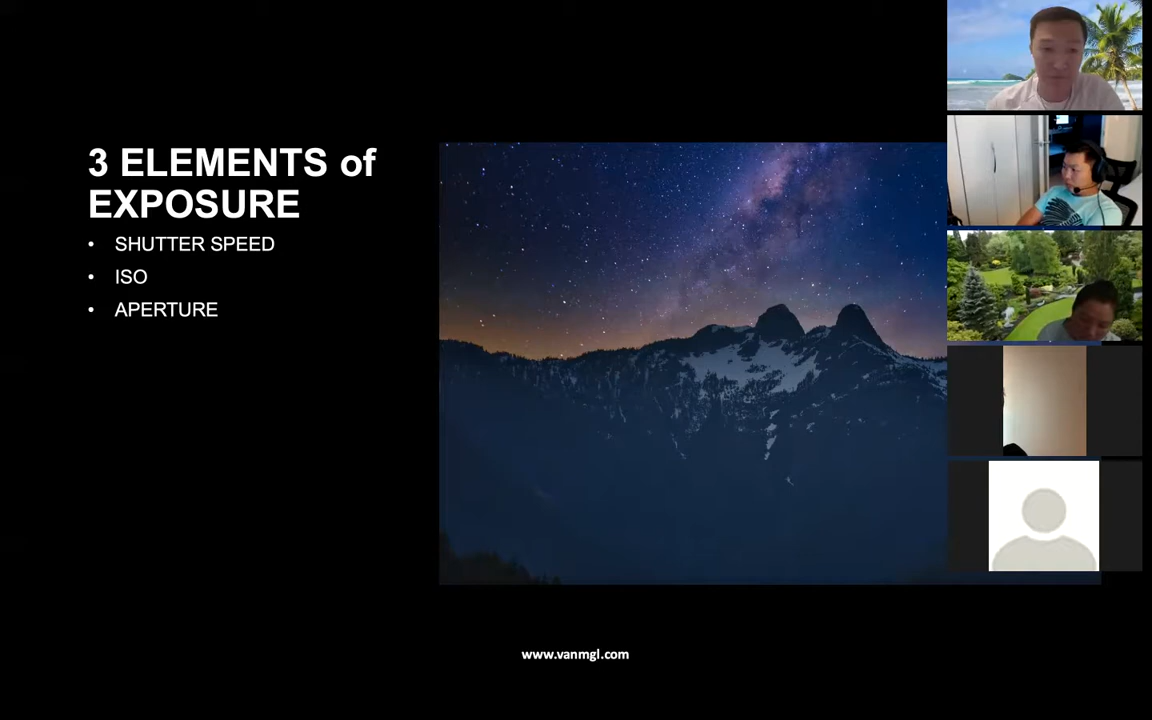 3 ELEMENTS of
EXPOSURE
• SHUTTER SPEED
• ISO
• APERTURE
www.vanmgl.com